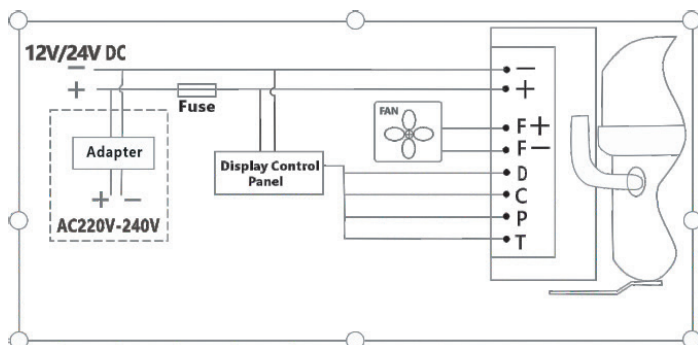 12V/24V DC
−
+
Fuse
Adapter
+ −
AC220V-240V
Display Control
Panel
FAN
−
+
F+
F−
D
C
P
T